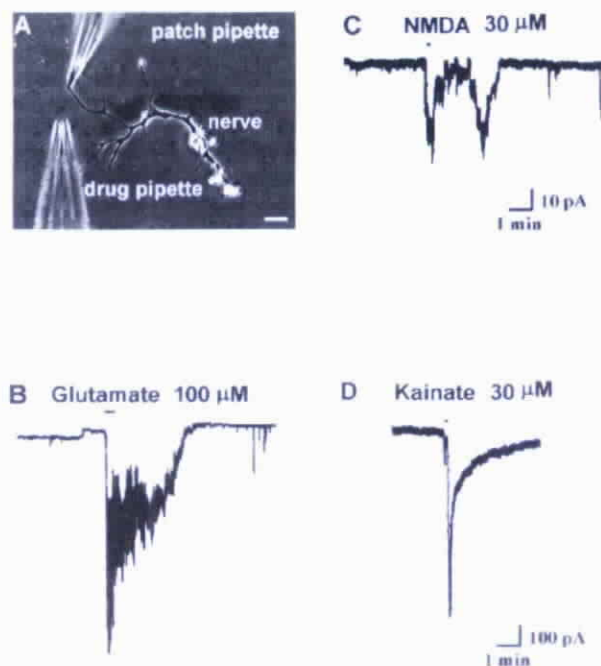 A
patch pipette
nerve
drug pipette
C NMDA 30 µM
10 pA
1 min
B Glutamate 100 µM
D Kainate 30 µM
100 pA
1 min